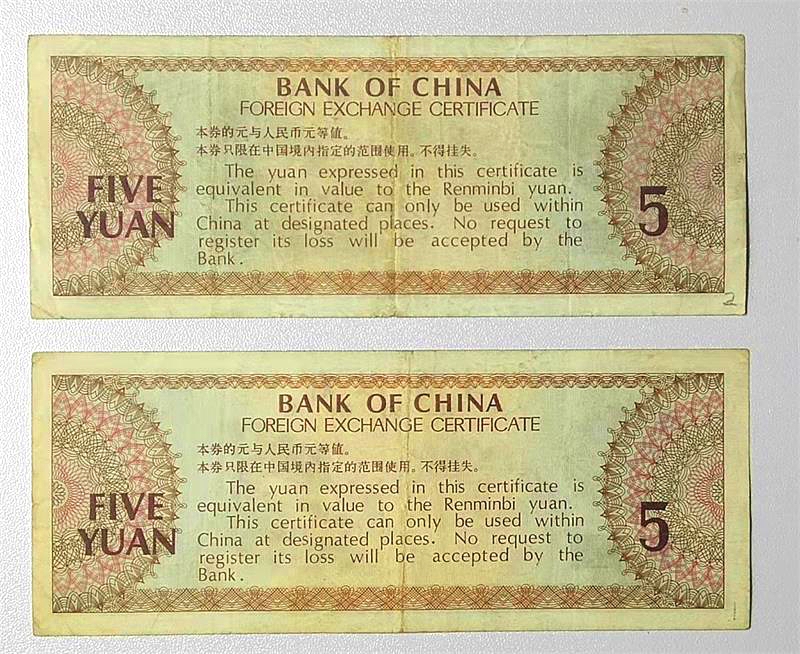 BANK OF CHINA
FOREIGN EXCHANGE CERTIFICATE
本券的元与人民币元等值。
本券只限在中国境内指定的范围使用。不得挂失。
The yuan expressed in this certificate is
equivalent in value to the Renminbi yuan.
This certificate can only be used within
China at designated places. No request to
register its loss will be accepted by the
Bank.
FIVE
YUAN
5
2
BANK OF CHINA
FOREIGN EXCHANGE CERTIFICATE
本券的元与人民币元等值。
本券只限在中国境内指定的范围使用。不得挂失。
The yuan expressed in this certificate is
equivalent in value to the Renminbi yuan.
This certificate can only be used within
China at designated places. No request to
register its loss will be accepted by the
Bank.
FIVE
YUAN
5